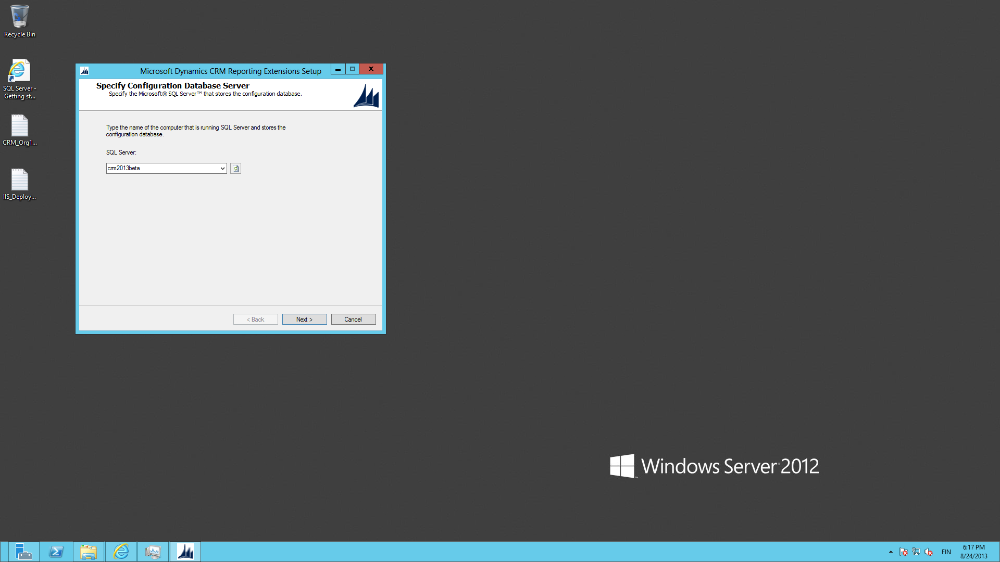 Recycle Bin
SQL Server -
Getting st...
CRM_Org1...
IIS_Deploy...
Microsoft Dynamics CRM Reporting Extensions Setup
Specify Configuration Database Server
Specify the Microsoft® SQL Server™ that stores the configuration database.
Type the name of the computer that is running SQL Server and stores the
configuration database.
SQL Server:
crm2013beta
< Back
Next >
Cancel
Windows Server 2012
FIN
6:17 PM
8/24/2013